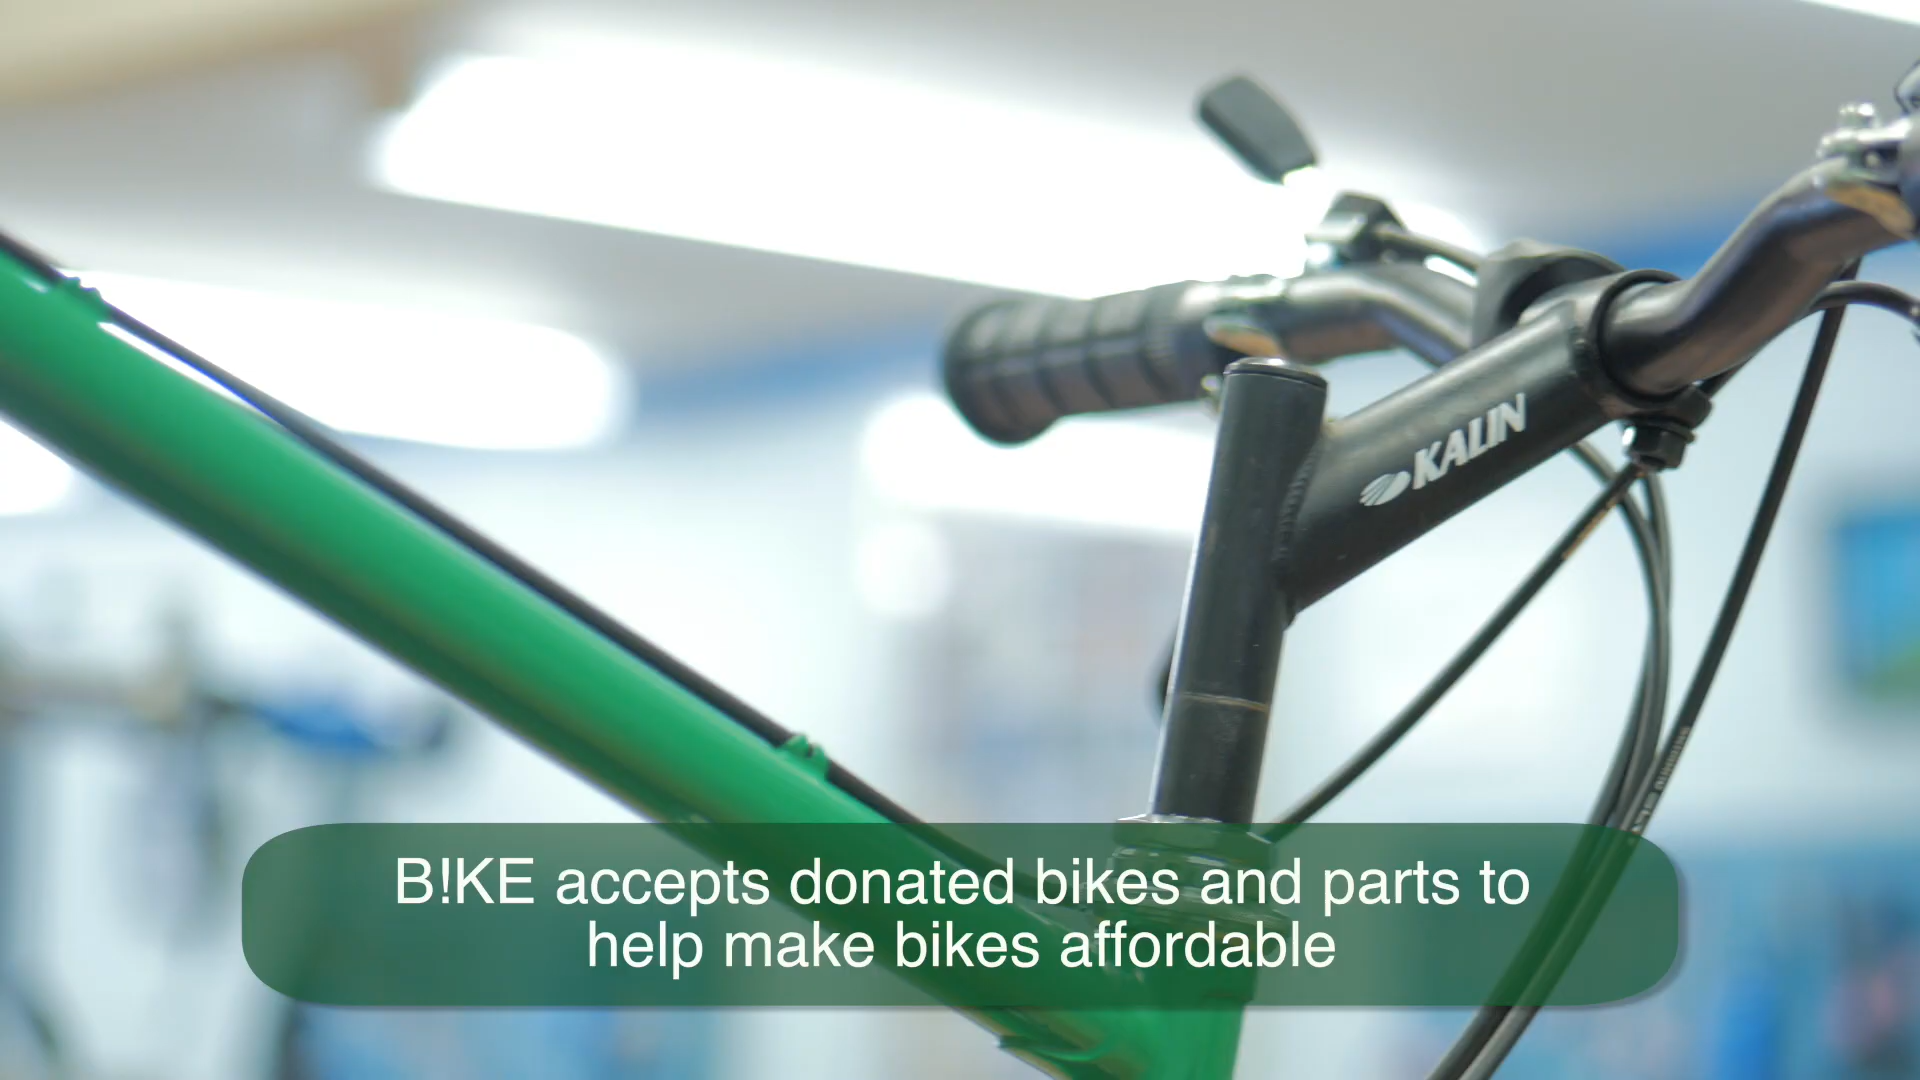 KALIN
B!KE accepts donated bikes and parts to
help make bikes affordable